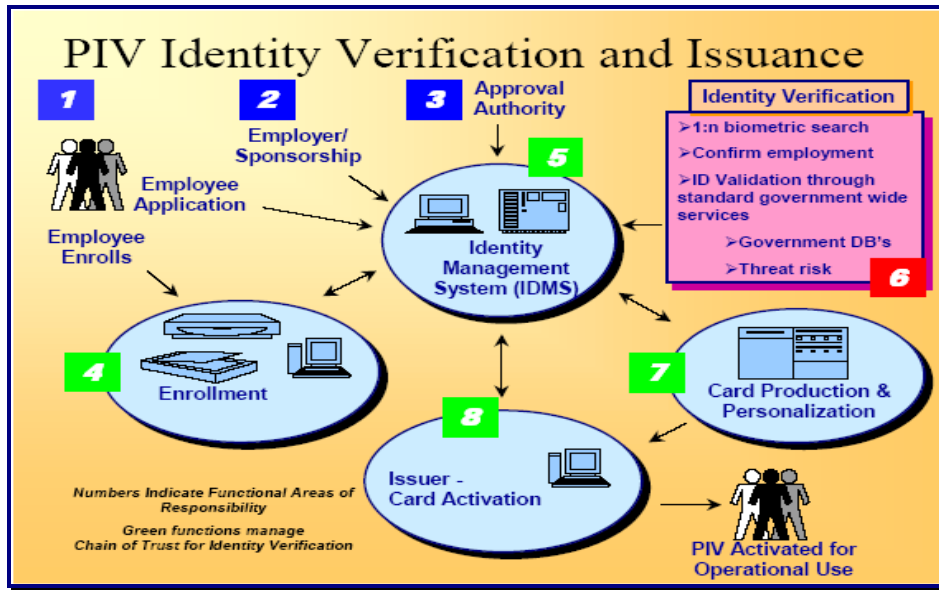 PIV Identity Verification and Issuance
1
2
3
Approval
Authority
Identity Verification
➢1:n biometric search
➢Confirm employment
➢ID Validation through
standard government wide
services
➢Government DB's
➢Threat risk
6
Employer/
Sponsorship
5
Employee
Application
Employee
Enrolls
Identity
Management
System (IDMS)
4
Enrollment
7
Card Production &
Personalization
8
Issuer -
Card Activation
Numbers Indicate Functional Areas of
Responsibility
Green functions manage
Chain of Trust for Identity Verification
PIV Activated for
Operational Use